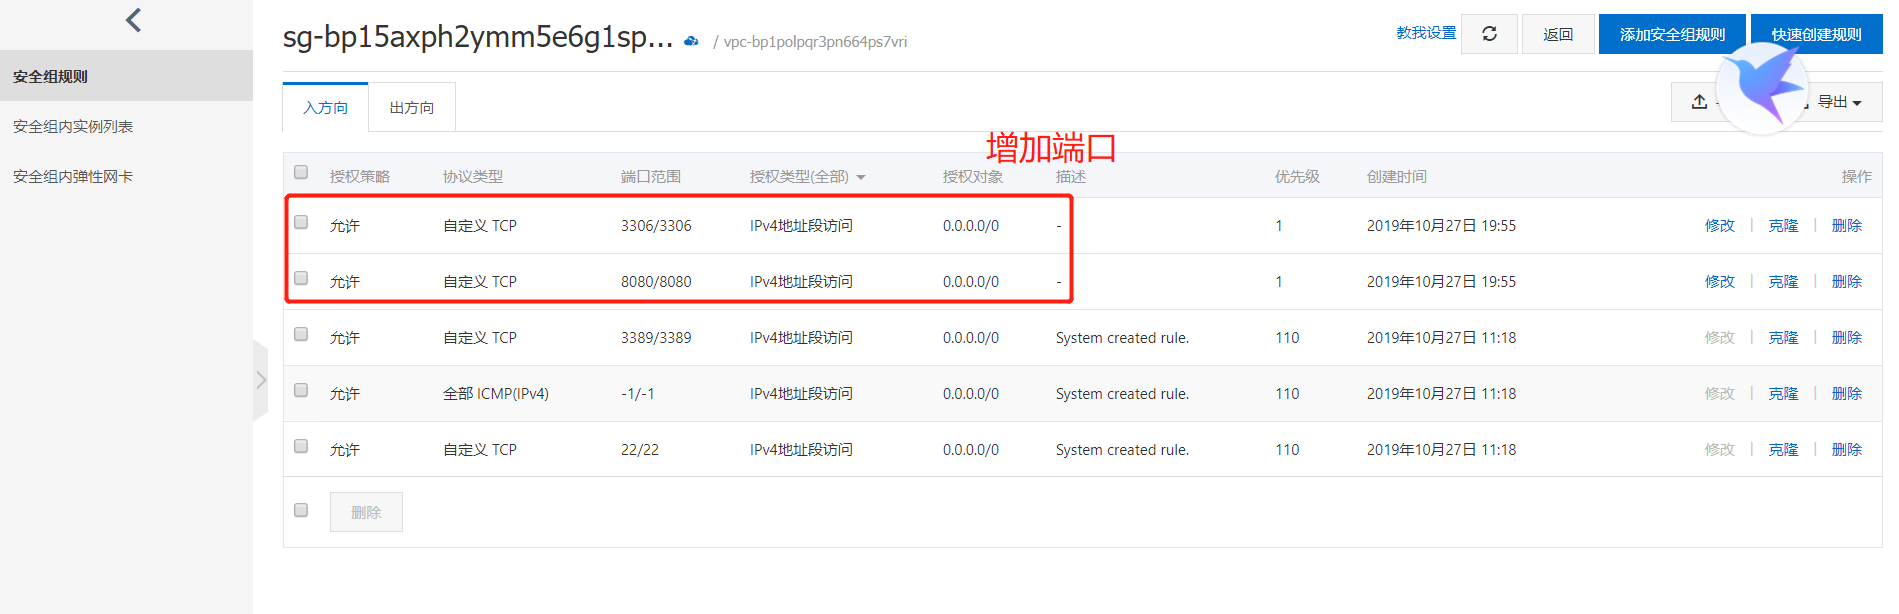 sg-bp15axph2ymm5e6g1sp... / vpc-bp1polpqr3pn664ps7vri
教我设置 返回 添加安全组规则 快速创建规则
安全组规则
安全组内实例列表
安全组内弹性网卡
入方向 出方向
导出
增加端口
授权策略 协议类型 端口范围 授权类型(全部) 授权对象 描述 优先级 创建时间 操作
允许 自定义 TCP 3306/3306 IPv4地址段访问 0.0.0.0/0 - 1 2019年10月27日 19:55 修改 | 克隆 | 删除
允许 自定义 TCP 8080/8080 IPv4地址段访问 0.0.0.0/0 - 1 2019年10月27日 19:55 修改 | 克隆 | 删除
允许 自定义 TCP 3389/3389 IPv4地址段访问 0.0.0.0/0 System created rule. 110 2019年10月27日 11:18 修改 | 克隆 | 删除
允许 全部 ICMP(IPv4) -1/-1 IPv4地址段访问 0.0.0.0/0 System created rule. 110 2019年10月27日 11:18 修改 | 克隆 | 删除
允许 自定义 TCP 22/22 IPv4地址段访问 0.0.0.0/0 System created rule. 110 2019年10月27日 11:18 修改 | 克隆 | 删除
删除